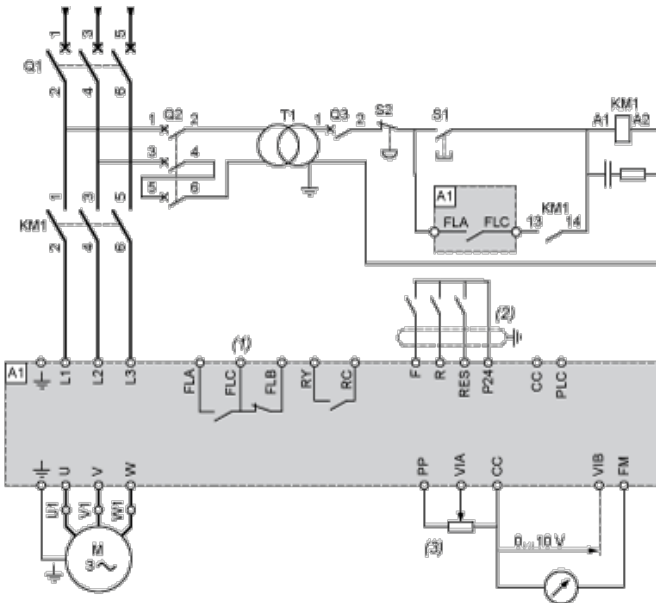 1 3 5
Q1
2 4 6
1 Q2 2
T1
1 Q3 2
S2
S1
KM1
A1 A2
3 4
5 6
A1
FLA FLC
KM1
13 14
1 3 5
KM1
2 4 6
(1)
(2)
A1
L1 L2 L3
FLA FLC FLB RY RC
F R RES P24
CC PLC
U V W
PP VIA CC VIB FM
U1 V1 W1
(3)
0 ... 10 V
M
3